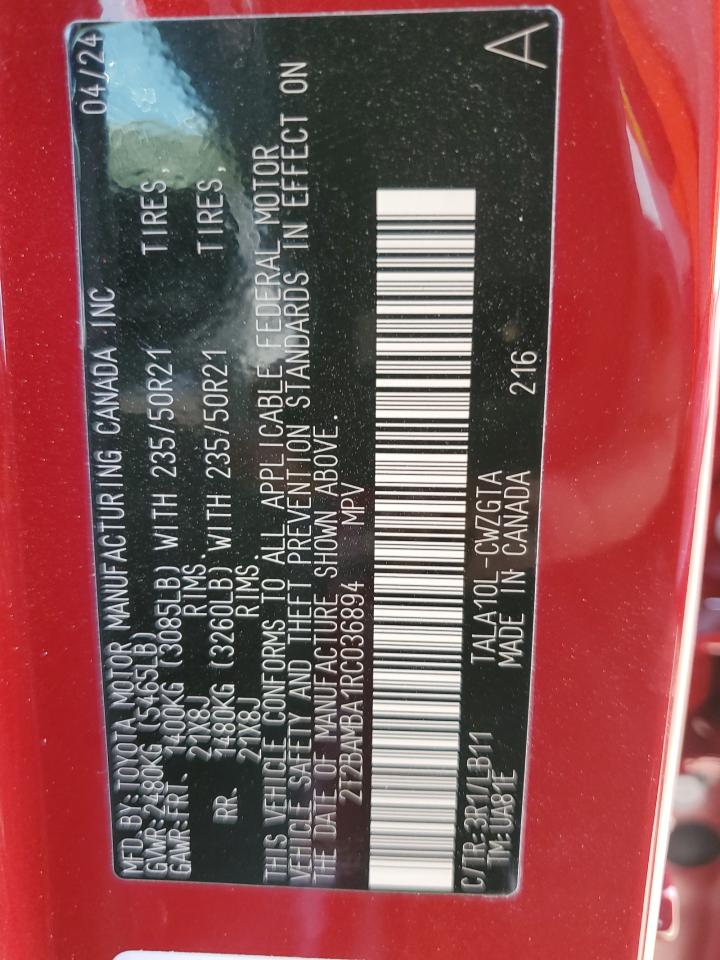 MFD.BY:TOYOTA MOTOR MANUFACTURING CANADA INC 04/24
GVWR:2480KG(5465LB)
GAWR:FRT. 1400KG (3085LB) WITH 235/50R21 TIRES,
21X8J RIMS.
RR. 1480KG (3260LB) WITH 235/50R21 TIRES,
21X8J RIMS
THIS VEHICLE CONFORMS TO ALL APPLICABLE FEDERAL MOTOR
VEHICLE SAFETY AND THEFT PREVENTION STANDARDS IN EFFECT ON
THE DATE OF MANUFACTURE SHOWN ABOVE.
2T2BAMBA1RC036894 MPV
C/TR:3R1/LB11 TALA10L-CWZGTA 216 A
TM:UA81E MADE IN CANADA